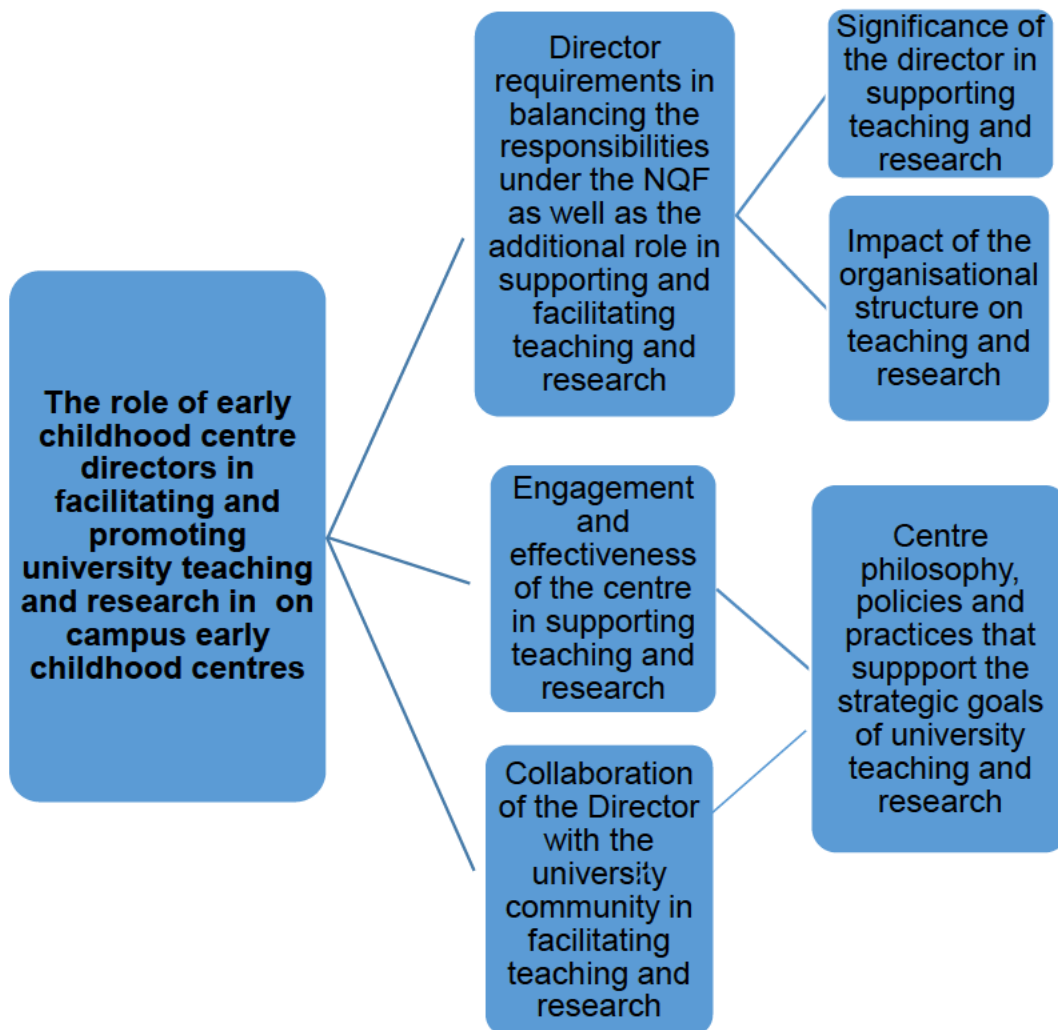 The role of early
childhood centre
directors in
facilitating and
promoting
university teaching
and research in  on
campus early
childhood centres
Director
requirements in
balancing the
responsibilities
under the NQF
as well as the
additional role in
supporting and
facilitating
teaching and
research
Significance of
the director in
supporting
teaching and
research
Impact of the
organisational
structure on
teaching and
research
Engagement
and
effectiveness
of the centre
in supporting
teaching and
research
Collaboration
of the Director
with the
university
community in
facilitating
teaching and
research
Centre
philosophy,
policies and
practices that
suppport the
strategic goals
of university
teaching and
research